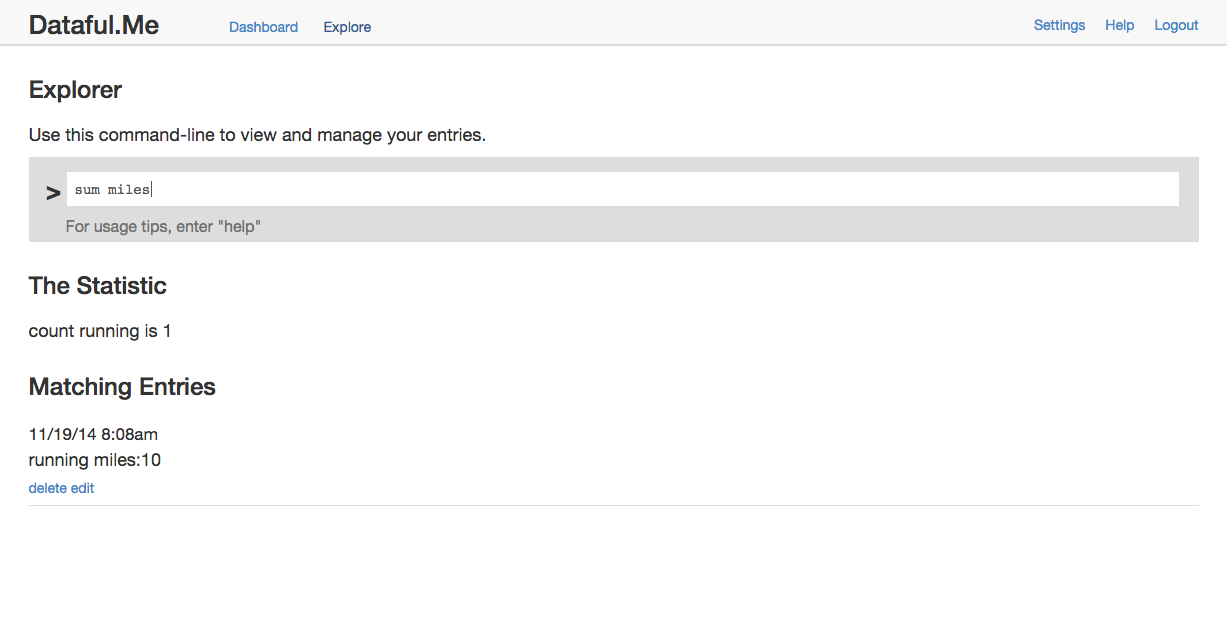 Dataful.Me Dashboard Explore Settings Help Logout
Explorer
Use this command-line to view and manage your entries.
> sum miles
For usage tips, enter "help"
The Statistic
count running is 1
Matching Entries
11/19/14 8:08am
running miles:10
delete edit